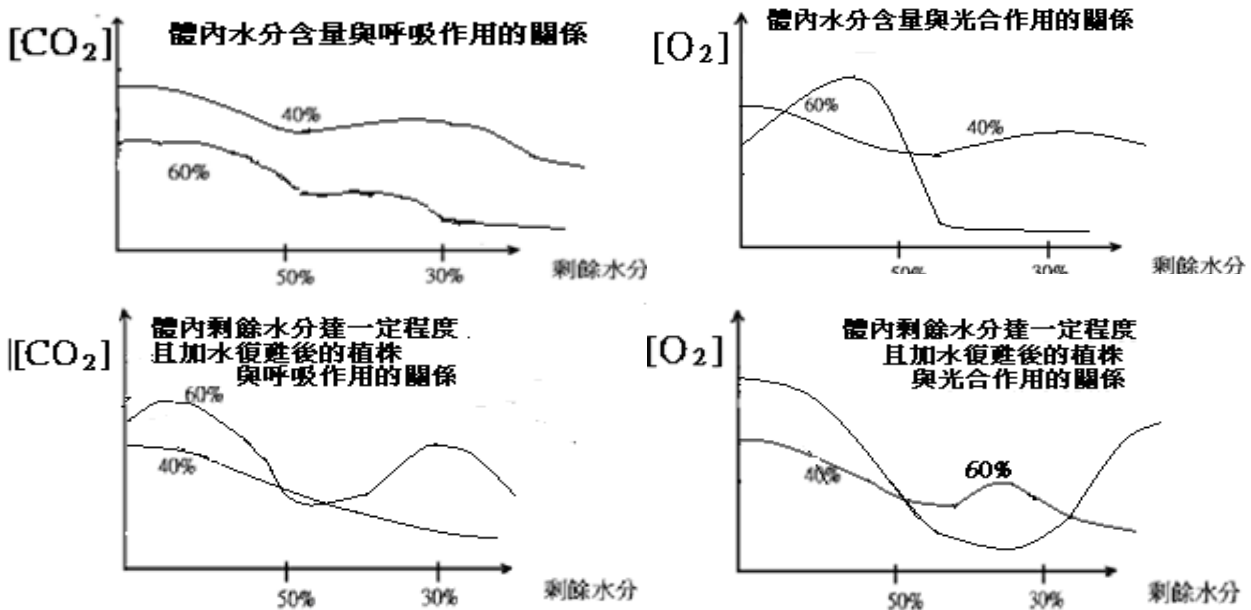 [CO₂]
體內水分含量與呼吸作用的關係
40%
60%
50%
30%
剩餘水分
[O₂]
體內水分含量與光合作用的關係
60%
40%
50%
30%
剩餘水分
[CO₂]
體內剩餘水分達一定程度
且加水復甦後的植株
與呼吸作用的關係
60%
40%
50%
30%
剩餘水分
[O₂]
體內剩餘水分達一定程度
且加水復甦後的植株
與光合作用的關係
40%
60%
50%
30%
剩餘水分